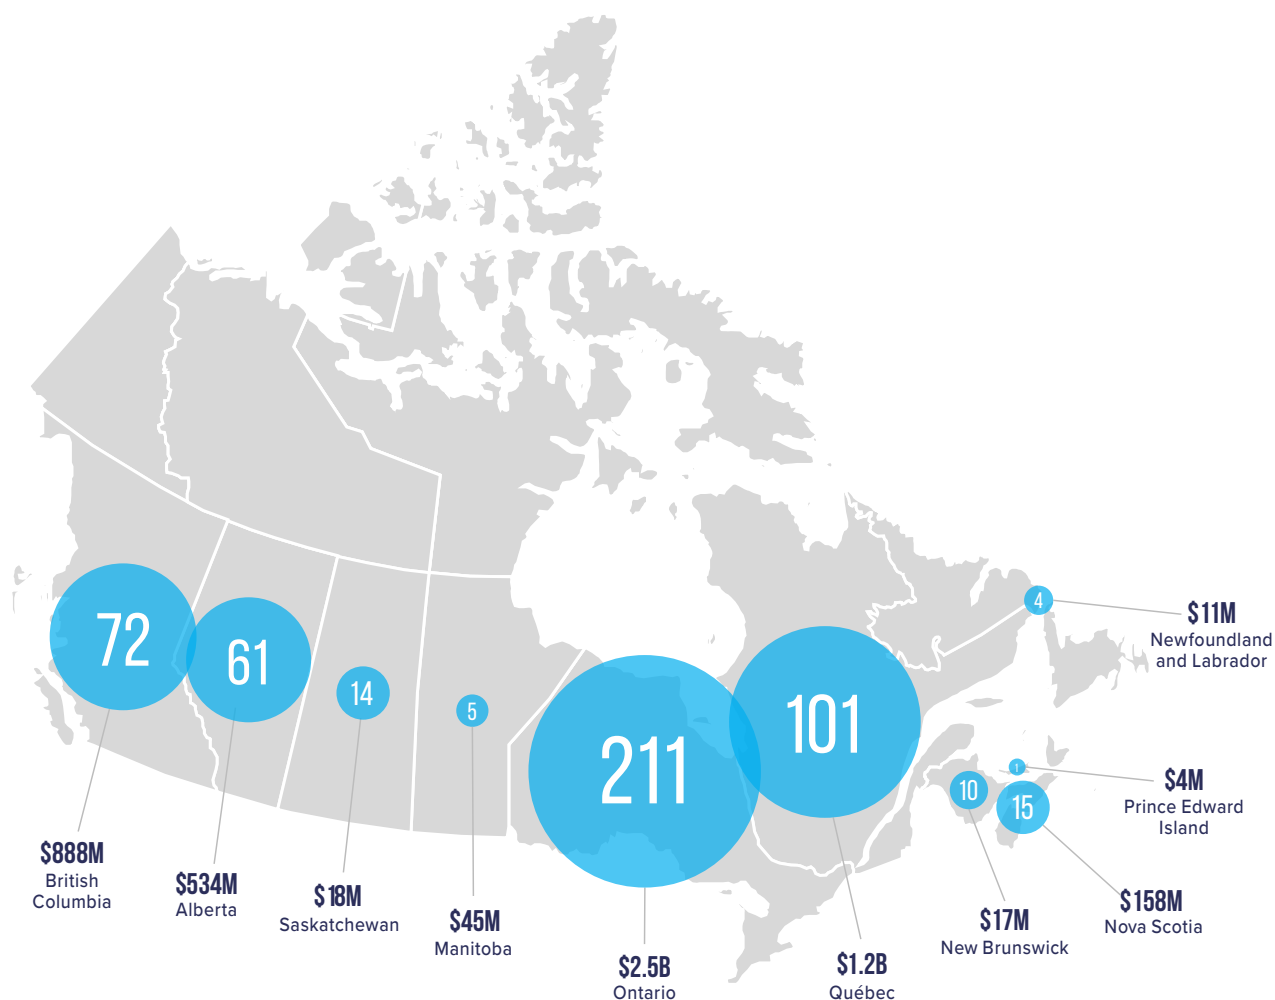 72
61
14
5
211
101
4
1
10
15
$11M
Newfoundland
and Labrador
$4M
Prince Edward
Island
$888M
British
Columbia
$534M
Alberta
$18M
Saskatchewan
$45M
Manitoba
$2.5B
Ontario
$1.2B
Québec
$17M
New Brunswick
$158M
Nova Scotia